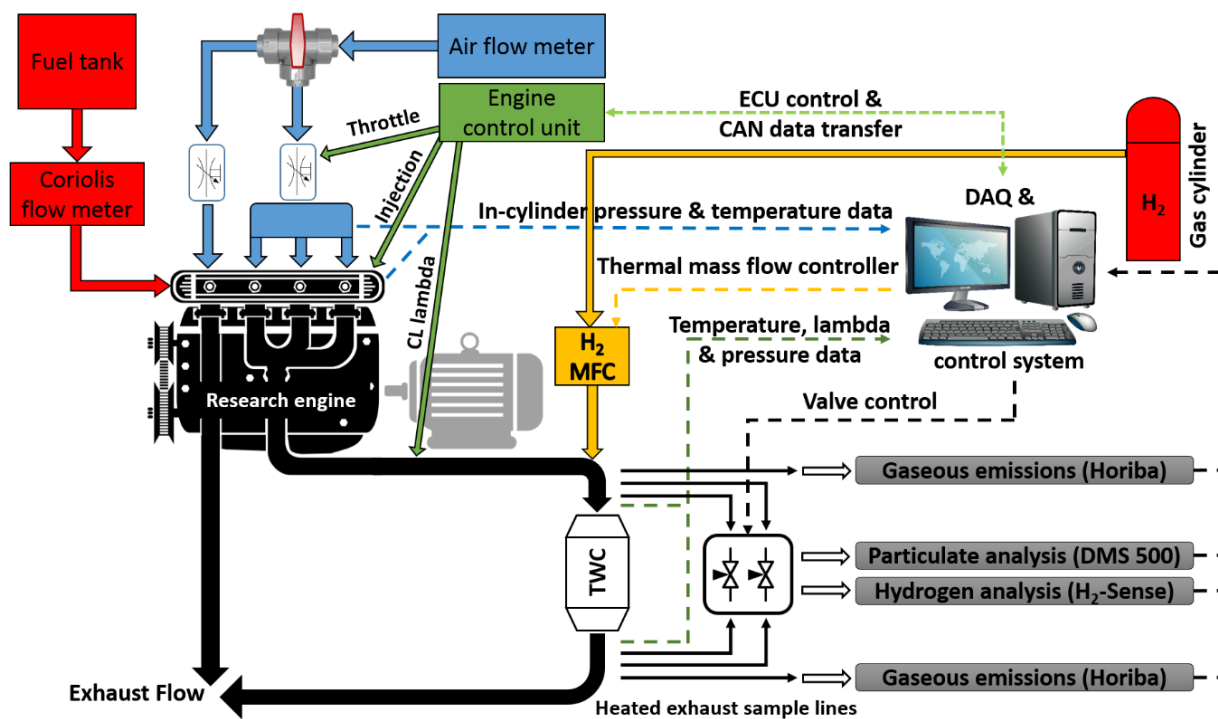 Fuel tank
Air flow meter
Engine
control unit
ECU control &
CAN data transfer
Throttle
Injection
CL lambda
Coriolis
flow meter
In-cylinder pressure & temperature data
DAQ &
H₂
Gas cylinder
Thermal mass flow controller
H₂
MFC
Temperature, lambda
& pressure data
control system
Research engine
Valve control
Gaseous emissions (Horiba)
TWC
Particulate analysis (DMS 500)
Hydrogen analysis (H₂-Sense)
Gaseous emissions (Horiba)
Exhaust Flow
Heated exhaust sample lines